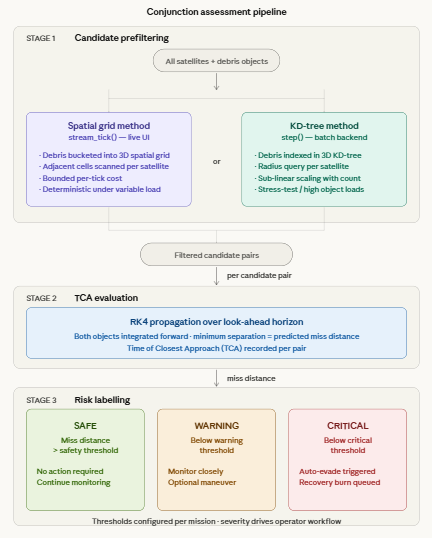 Conjunction assessment pipeline
STAGE 1 Candidate prefiltering
All satellites + debris objects
Spatial grid method
stream_tick() — live UI
· Debris bucketed into 3D spatial grid
· Adjacent cells scanned per satellite
· Bounded per-tick cost
· Deterministic under variable load
or
KD-tree method
step() — batch backend
· Debris indexed in 3D KD-tree
· Radius query per satellite
· Sub-linear scaling with count
· Stress-test / high object loads
Filtered candidate pairs
per candidate pair
STAGE 2 TCA evaluation
RK4 propagation over look-ahead horizon
Both objects integrated forward · minimum separation = predicted miss distance
Time of Closest Approach (TCA) recorded per pair
miss distance
STAGE 3 Risk labelling
SAFE
Miss distance
> safety threshold
No action required
Continue monitoring
WARNING
Below warning
threshold
Monitor closely
Optional maneuver
CRITICAL
Below critical
threshold
Auto-evade triggered
Recovery burn queued
Thresholds configured per mission · severity drives operator workflow